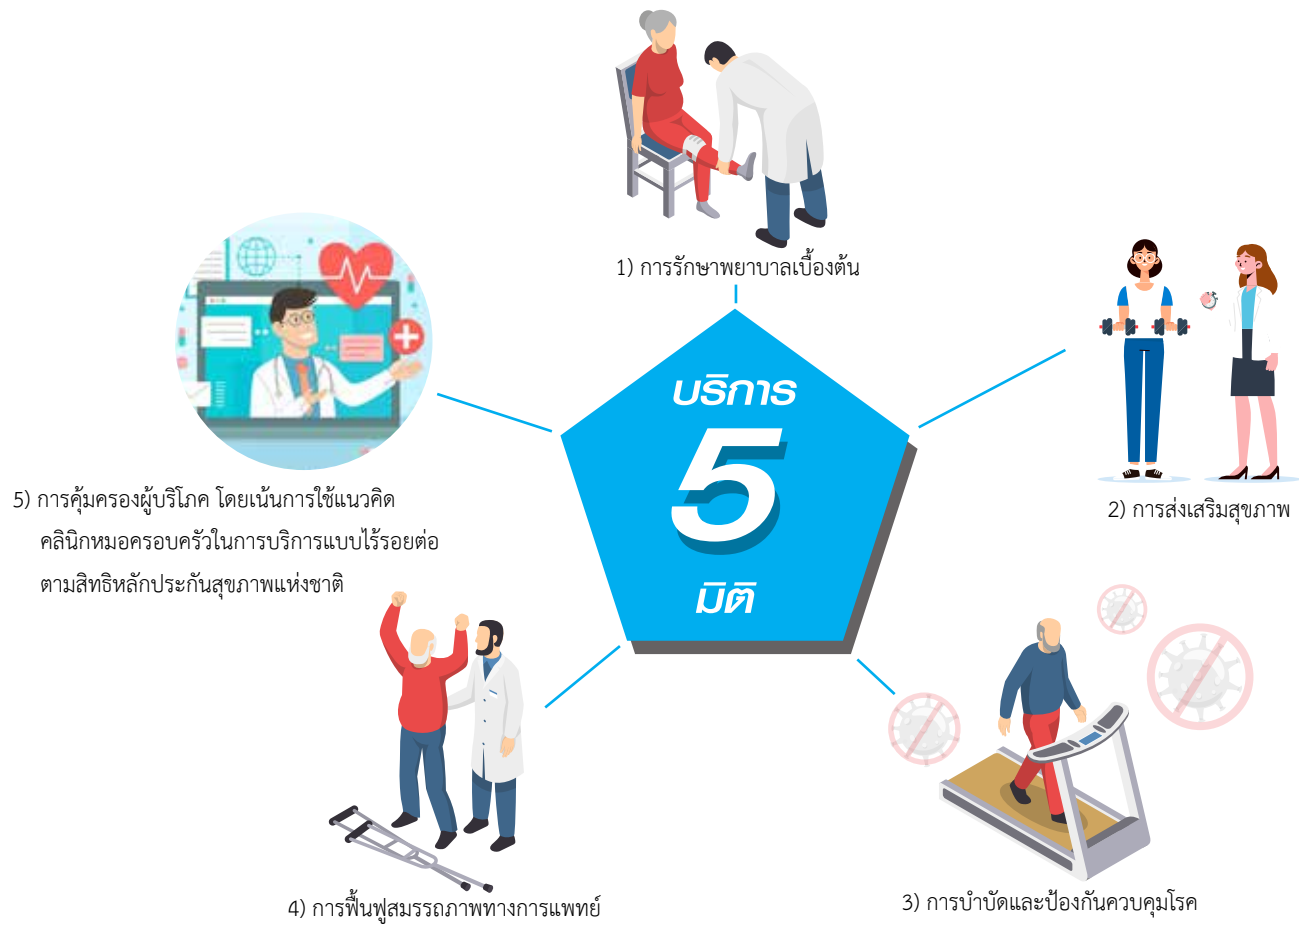 1) การรักษาพยาบาลเบื้องต้น
บริการ
5
มิติ
2) การส่งเสริมสุขภาพ
3) การบำบัดและป้องกันควบคุมโรค
4) การฟื้นฟูสมรรถภาพทางการแพทย์
5) การคุ้มครองผู้บริโภค โดยเน้นการใช้แนวคิด
คลินิกหมอครอบครัวในการบริการแบบไร้รอยต่อ
ตามสิทธิหลักประกันสุขภาพแห่งชาติ